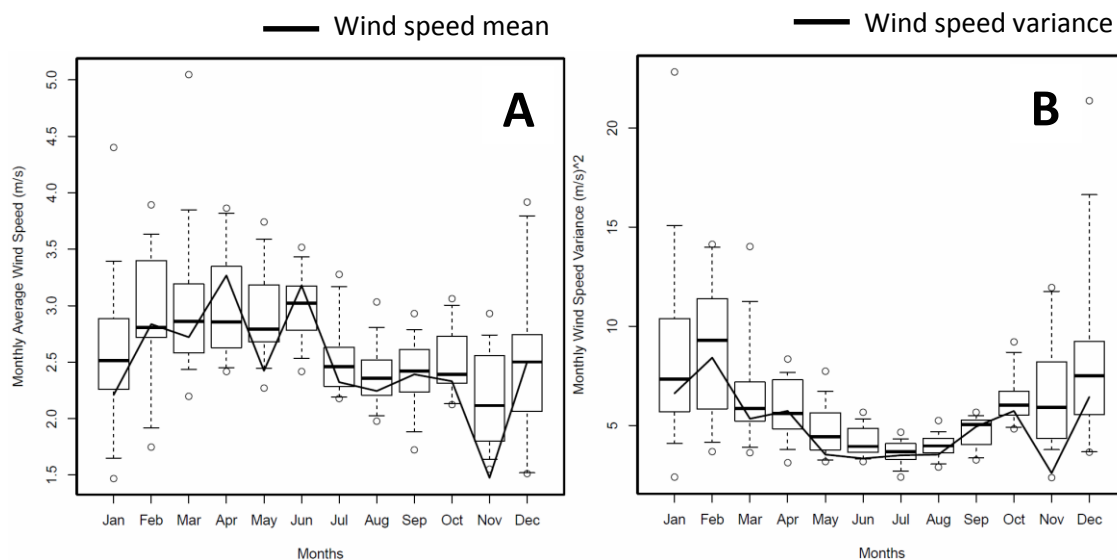 Wind speed mean
Wind speed variance
A
B
Monthly Average Wind Speed (m/s)
5.0
4.5
4.0
3.5
3.0
2.5
2.0
1.5
Jan Feb Mar Apr May Jun Jul Aug Sep Oct Nov Dec
Months
Monthly Wind Speed Variance (m/s)^2
20
15
10
5
Jan Feb Mar Apr May Jun Jul Aug Sep Oct Nov Dec
Months